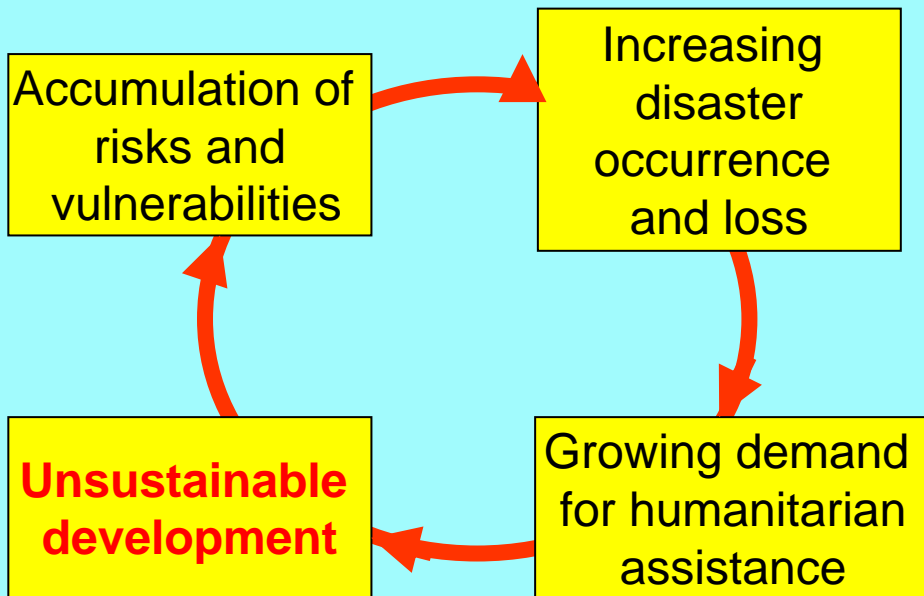 Accumulation of
risks and
vulnerabilities
Increasing
disaster
occurrence
and loss
Growing demand
for humanitarian
assistance
Unsustainable
development